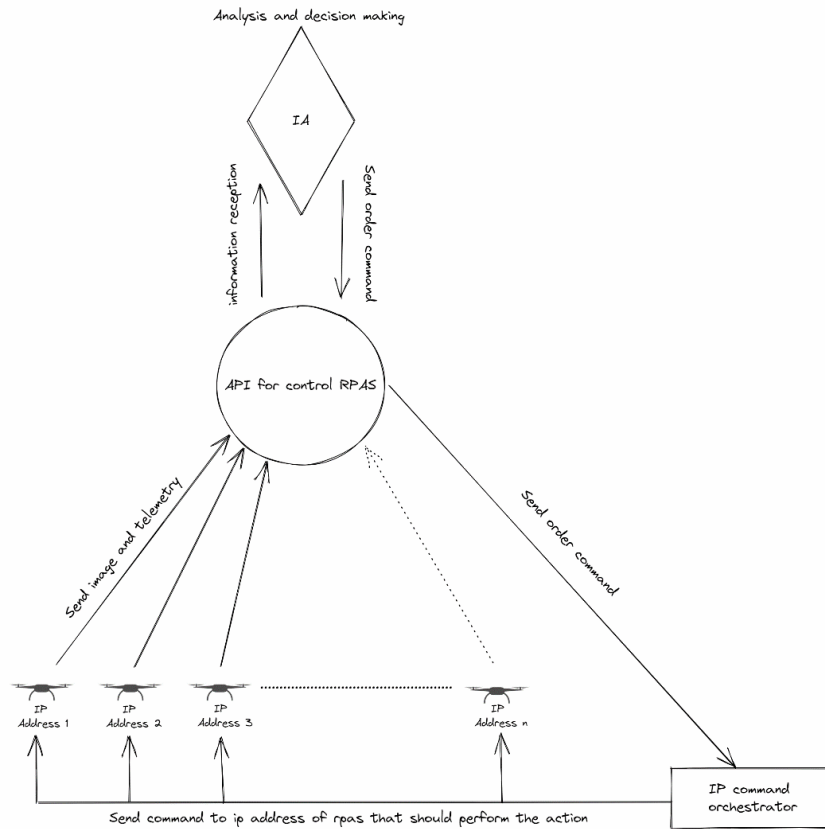 Analysis and decision making
IA
information reception
Send order command
API for control RPAS
Send image and telemetry
Send order command
IP
Address 1
IP
Address 2
IP
Address 3
IP
Address n
IP command
orchestrator
Send command to ip address of rpas that should perform the action